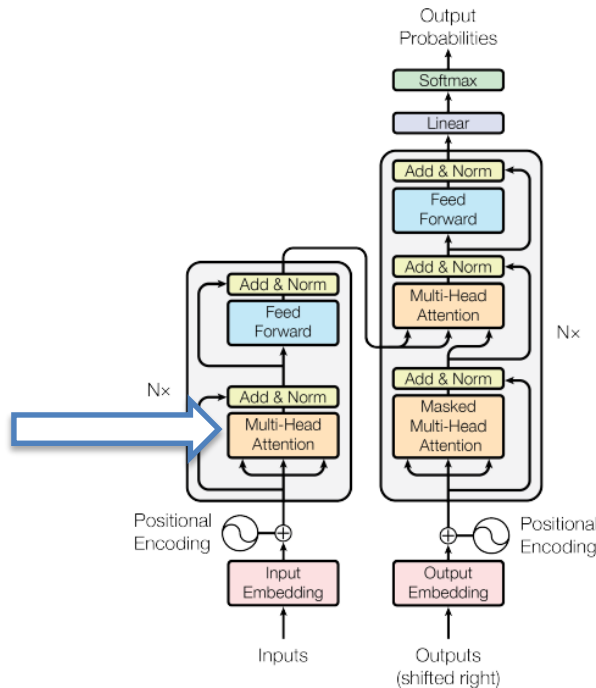 Output
Probabilities
Softmax
Linear
Add & Norm
Feed
Forward
Add & Norm
Multi-Head
Attention
Nx
Add & Norm
Masked
Multi-Head
Attention
Add & Norm
Feed
Forward
Nx
Add & Norm
Multi-Head
Attention
Positional
Encoding
Positional
Encoding
Input
Embedding
Output
Embedding
Inputs
Outputs
(shifted right)